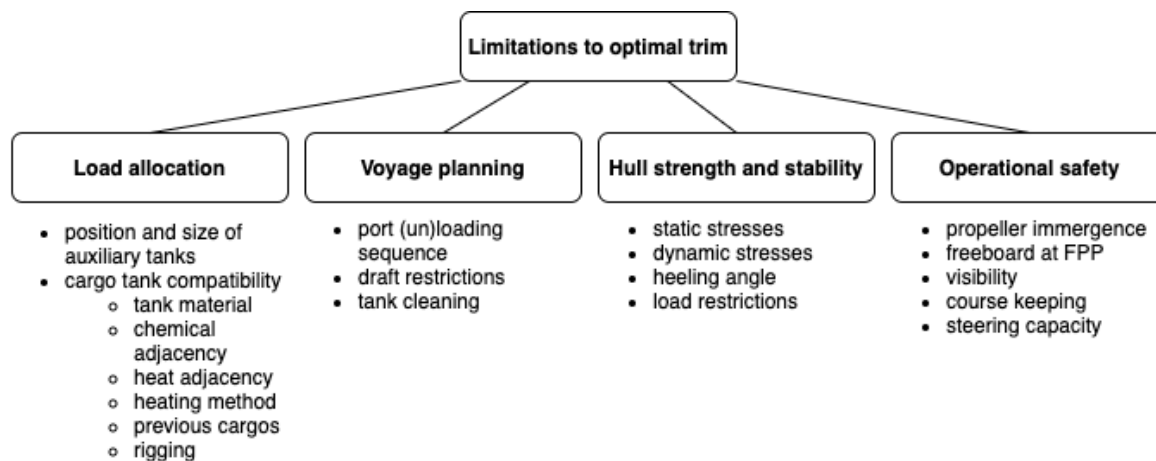 Limitations to optimal trim
Load allocation
position and size of
auxiliary tanks
cargo tank compatibility
tank material
chemical
adjacency
heat adjacency
heating method
previous cargos
rigging
Voyage planning
port (un)loading
sequence
draft restrictions
tank cleaning
Hull strength and stability
static stresses
dynamic stresses
heeling angle
load restrictions
Operational safety
propeller immergence
freeboard at FPP
visibility
course keeping
steering capacity